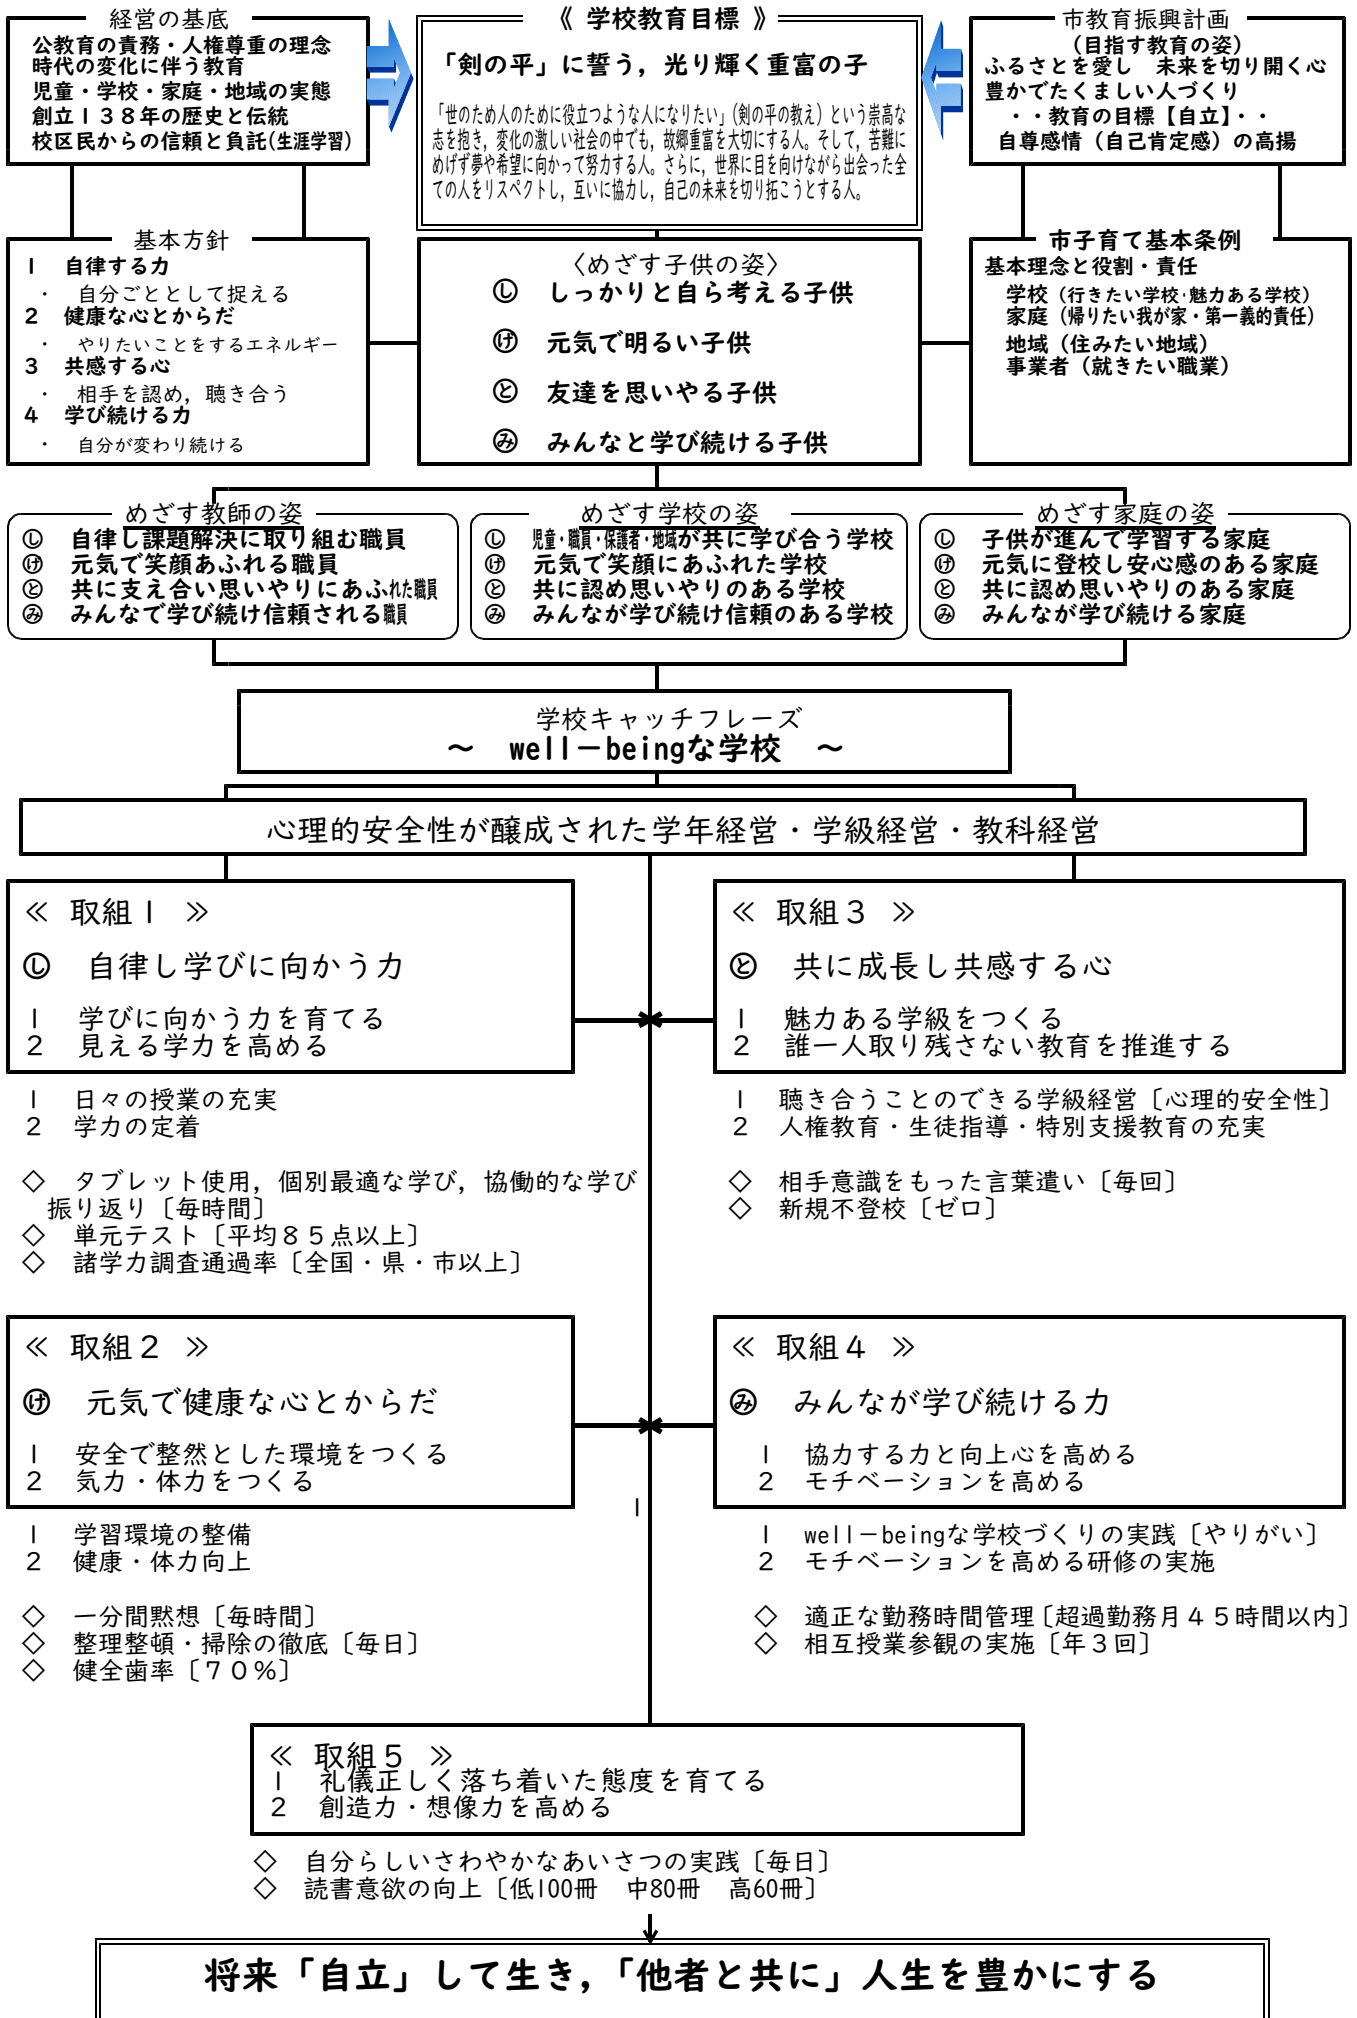 経営の基底
公教育の責務・人権尊重の理念
時代の変化に伴う教育
児童・学校・家庭・地域の実態
創立138年の歴史と伝統
校区民からの信頼と負託(生涯学習)
《 学校教育目標 》
「剣の平」に誓う，光り輝く重富の子
「世のため人のために役立つような人になりたい」(剣の平の教え) という崇高な
志を抱き，変化の激しい社会の中でも，故郷重富を大切にする人。そして，苦難に
めげず夢や希望に向かって努力する人。さらに，世界に目を向けながら出会った全
ての人をリスペクトし，互いに協力し，自己の未来を切り拓こうとする人。
市教育振興計画
(目指す教育の姿)
ふるさとを愛し　未来を切り開く心
豊かでたくましい人づくり
・・教育の目標【自立】・・
自尊感情（自己肯定感）の高揚
基本方針
1　自律する力
・　自分ごととして捉える
2　健康な心とからだ
・　やりたいことをするエネルギー
3　共感する心
・　相手を認め，聴き合う
4　学び続ける力
・　自分が変わり続ける
〈めざす子供の姿〉
㋛　しっかりと自ら考える子供
㋘　元気で明るい子供
㋣　友達を思いやる子供
㋯　みんなと学び続ける子供
市子育て基本条例
基本理念と役割・責任
学校（行きたい学校・魅力ある学校）
家庭（帰りたい我が家・第一義的責任）
地域（住みたい地域）
事業者（就きたい職業）
めざす教師の姿
し　自律し課題解決に取り組む職員
げ　元気で笑顔あふれる職員
と　共に支え合い思いやりにあふれた職員
み　みんなで学び続け信頼される職員
めざす学校の姿
し　児童・職員・保護者・地域が共に学び合う学校
げ　元気で笑顔にあふれた学校
と　共に認め思いやりのある学校
み　みんなが学び続け信頼のある学校
めざす家庭の姿
し　子供が進んで学習する家庭
げ　元気に登校し安心感のある家庭
と　共に認め思いやりのある家庭
み　みんなが学び続ける家庭
学校キャッチフレーズ
～　well－beingな学校　～
心理的安全性が醸成された学年経営・学級経営・教科経営
≪ 取組1 ≫
し　自律し学びに向かう力
1　学びに向かう力を育てる
2　見える学力を高める
1　日々の授業の充実
2　学力の定着
◇　タブレット使用，個別最適な学び，協働的な学び
振り返り〔毎時間〕
◇　単元テスト〔平均８５点以上〕
◇　諸学力調査通過率〔全国・県・市以上〕
≪ 取組３ ≫
と　共に成長し共感する心
1　魅力ある学級をつくる
2　誰一人取り残さない教育を推進する
1　聴き合うことのできる学級経営〔心理的安全性〕
2　人権教育・生徒指導・特別支援教育の充実
◇　相手意識をもった言葉遣い〔毎回〕
◇　新規不登校〔ゼロ〕
≪ 取組２ ≫
げ　元気で健康な心とからだ
1　安全で整然とした環境をつくる
2　気力・体力をつくる
1
1　学習環境の整備
2　健康・体力向上
◇　一分間黙想〔毎時間〕
◇　整理整頓・掃除の徹底〔毎日〕
◇　健全歯率〔７０％〕
≪ 取組４ ≫
み　みんなが学び続ける力
1　協力する力と向上心を高める
2　モチベーションを高める
1　well－beingな学校づくりの実践〔やりがい〕
2　モチベーションを高める研修の実施
◇　適正な勤務時間管理〔超過勤務月４５時間以内〕
◇　相互授業参観の実施〔年３回〕
≪ 取組５ ≫
1　礼儀正しく落ち着いた態度を育てる
2　創造力・想像力を高める
◇　自分らしいさわやかなあいさつの実践〔毎日〕
◇　読書意欲の向上〔低100冊　中80冊　高60冊〕
将来「自立」して生き，「他者と共に」人生を豊かにする